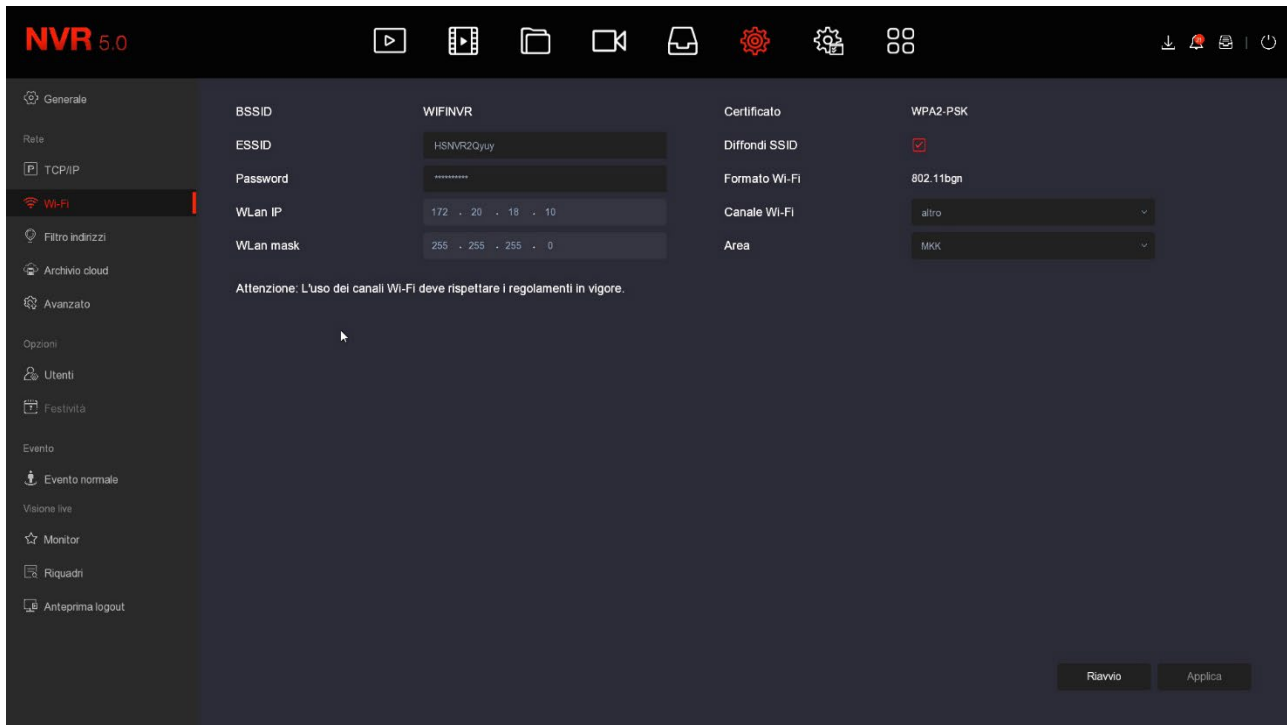 NVR 5.0
Generale
Rete
TCP/IP
Wi-Fi
Filtro indirizzi
Archivio cloud
Avanzato
Opzioni
Utenti
Festività
Evento
Evento normale
Visione live
Monitor
Riquadri
Anteprima logout
BSSID WIFINVR Certificato WPA2-PSK
ESSID HSNVR2Qyuy Diffondi SSID
Password ********** Formato Wi-Fi 802.11bgn
WLan IP 172 . 20 . 18 . 10 Canale Wi-Fi altro
WLan mask 255 . 255 . 255 . 0 Area MKK
Attenzione: L'uso dei canali Wi-Fi deve rispettare i regolamenti in vigore.
Riavvio Applica